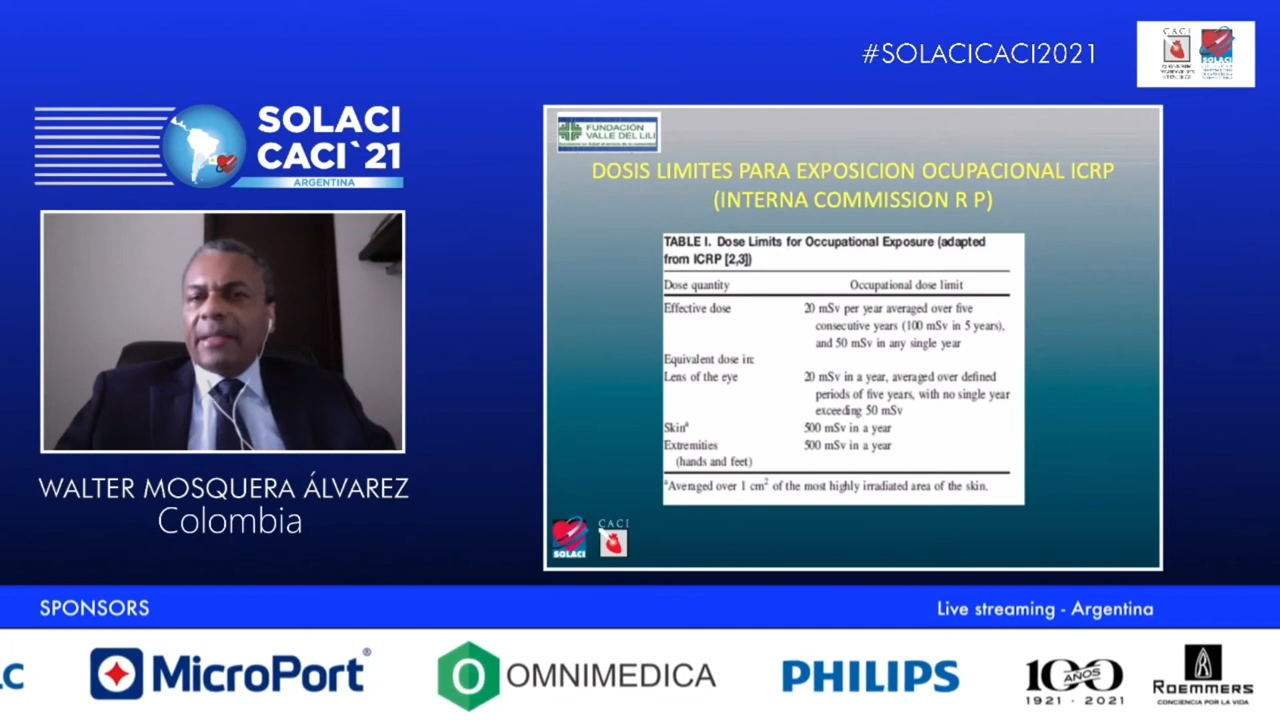 #SOLACICACI2021
CACI
SOLACI
SOLACI
CACI`21
ARGENTINA
WALTER MOSQUERA ÁLVAREZ
Colombia
FUNDACIÓN
VALLE DEL LILI
DOSIS LIMITES PARA EXPOSICION OCUPACIONAL ICRP
(INTERNA COMMISSION R P)
TABLE I. Dose Limits for Occupational Exposure (adapted
from ICRP [2,3])
Dose quantity Occupational dose limit
Effective dose 20 mSv per year averaged over five
consecutive years (100 mSv in 5 years),
and 50 mSv in any single year
Equivalent dose in:
Lens of the eye 20 mSv in a year, averaged over defined
periods of five years, with no single year
exceeding 50 mSv
Skinᵃ 500 mSv in a year
Extremities 500 mSv in a year
(hands and feet)
ᵃAveraged over 1 cm² of the most highly irradiated area of the skin.
SOLACI
CACI
SPONSORS
Live streaming - Argentina
LC
MicroPort®
OMNIMEDICA
PHILIPS
100 AÑOS
1921 - 2021
ROEMMERS
CONCIENCIA POR LA VIDA